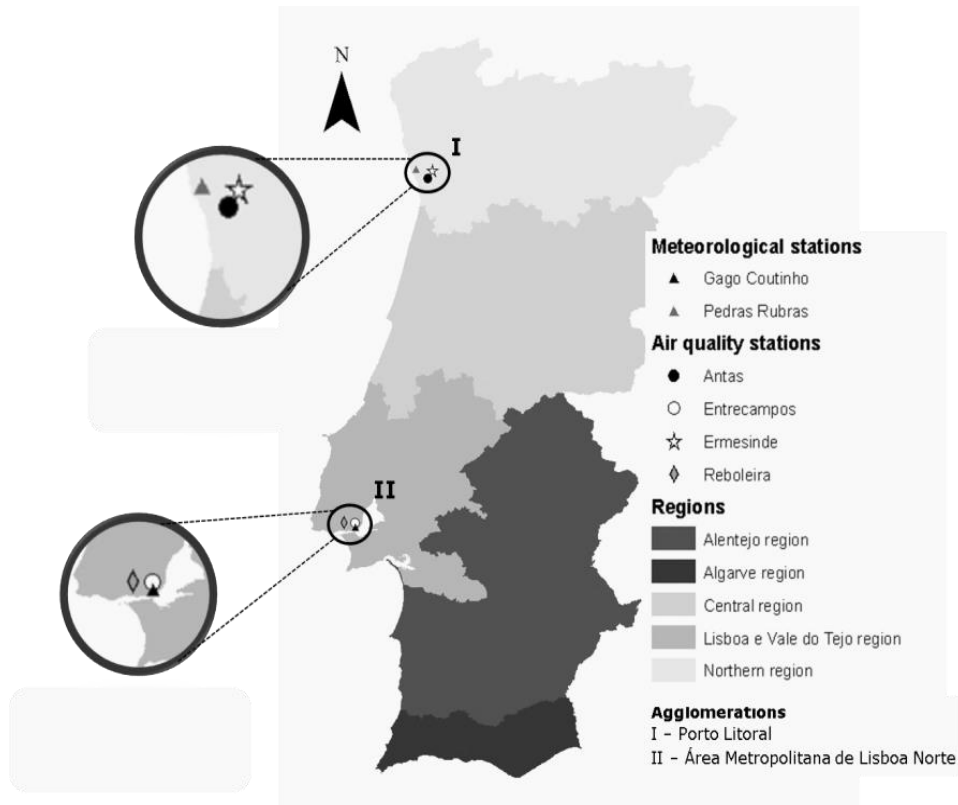 N
I
II
Meteorological stations
Gago Coutinho
Pedras Rubras
Air quality stations
Antas
Entrecampos
Ermesinde
Reboleira
Regions
Alentejo region
Algarve region
Central region
Lisboa e Vale do Tejo region
Northern region
Agglomerations
I – Porto Litoral
II – Área Metropolitana de Lisboa Norte